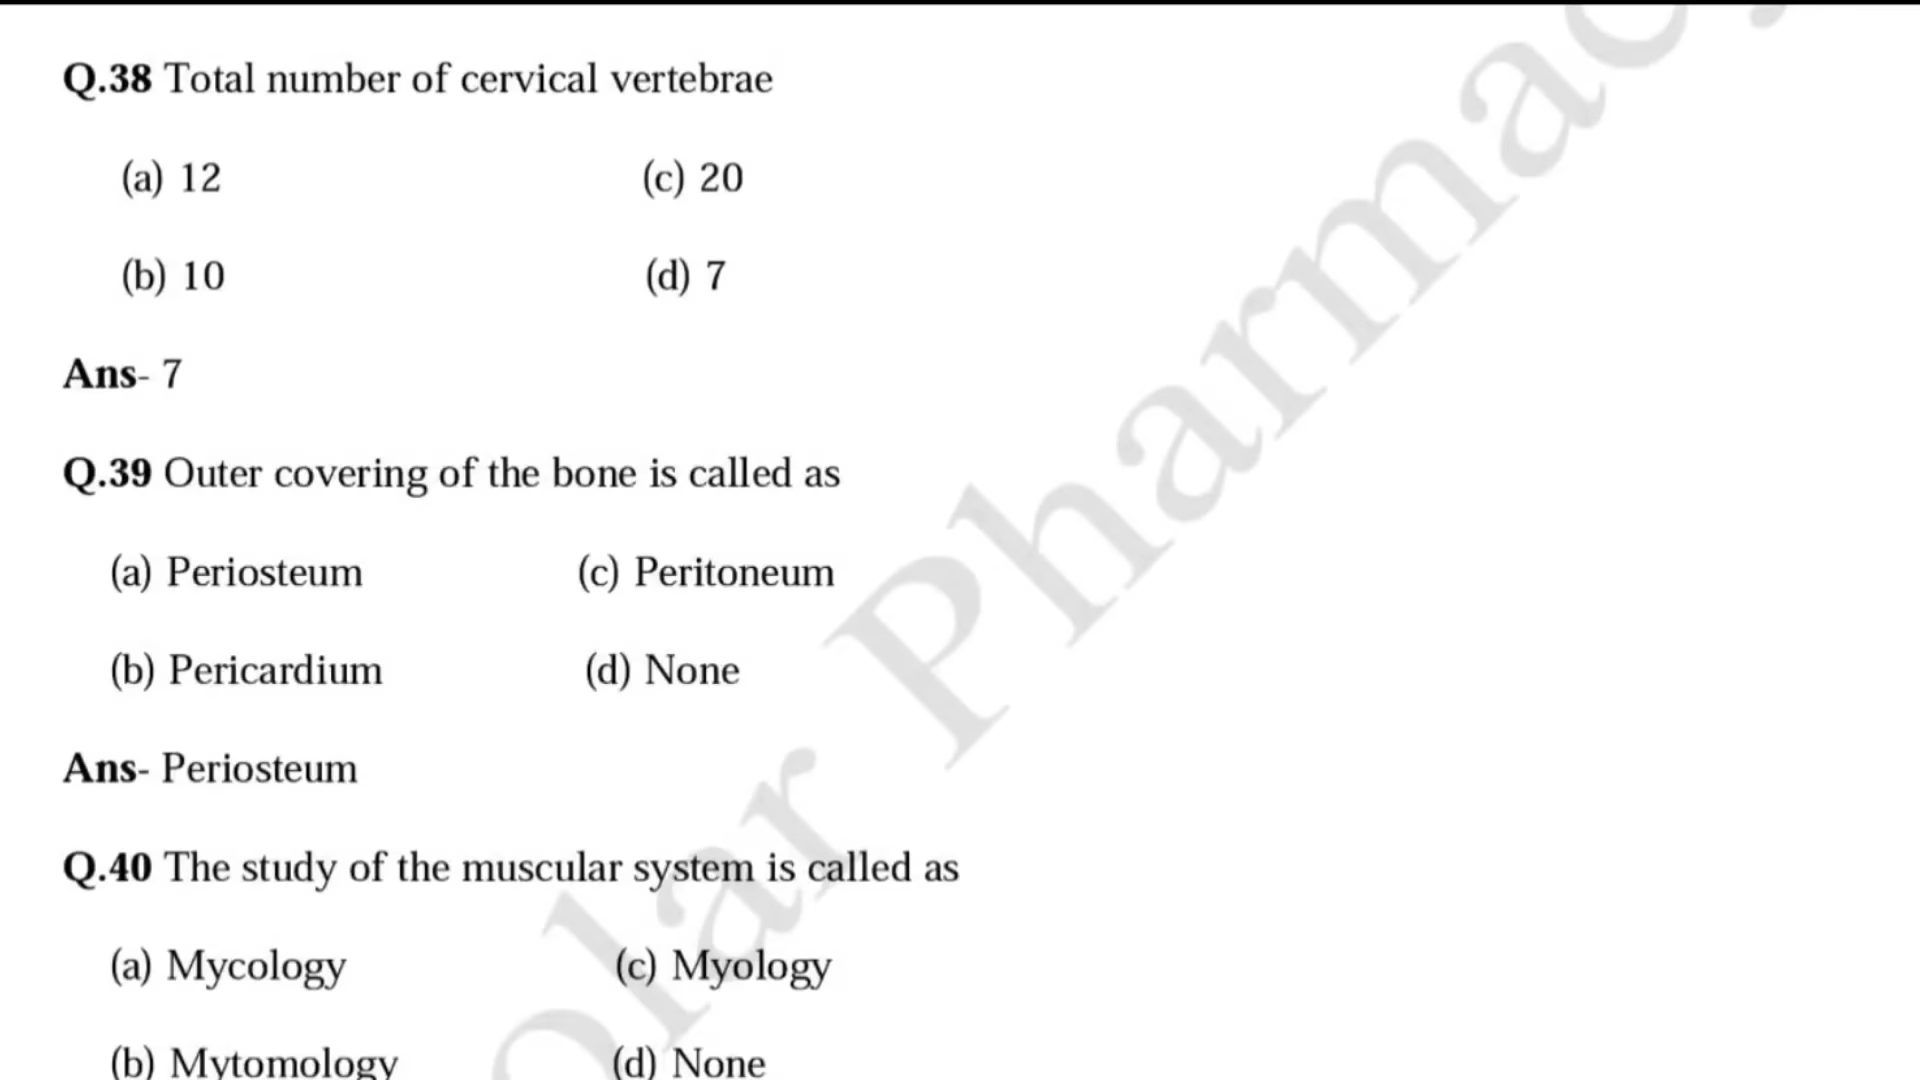 Q.38 Total number of cervical vertebrae
(a) 12 (c) 20
(b) 10 (d) 7
Ans- 7
Q.39 Outer covering of the bone is called as
(a) Periosteum (c) Peritoneum
(b) Pericardium (d) None
Ans- Periosteum
Q.40 The study of the muscular system is called as
(a) Mycology (c) Myology
(b) Mytomology (d) None